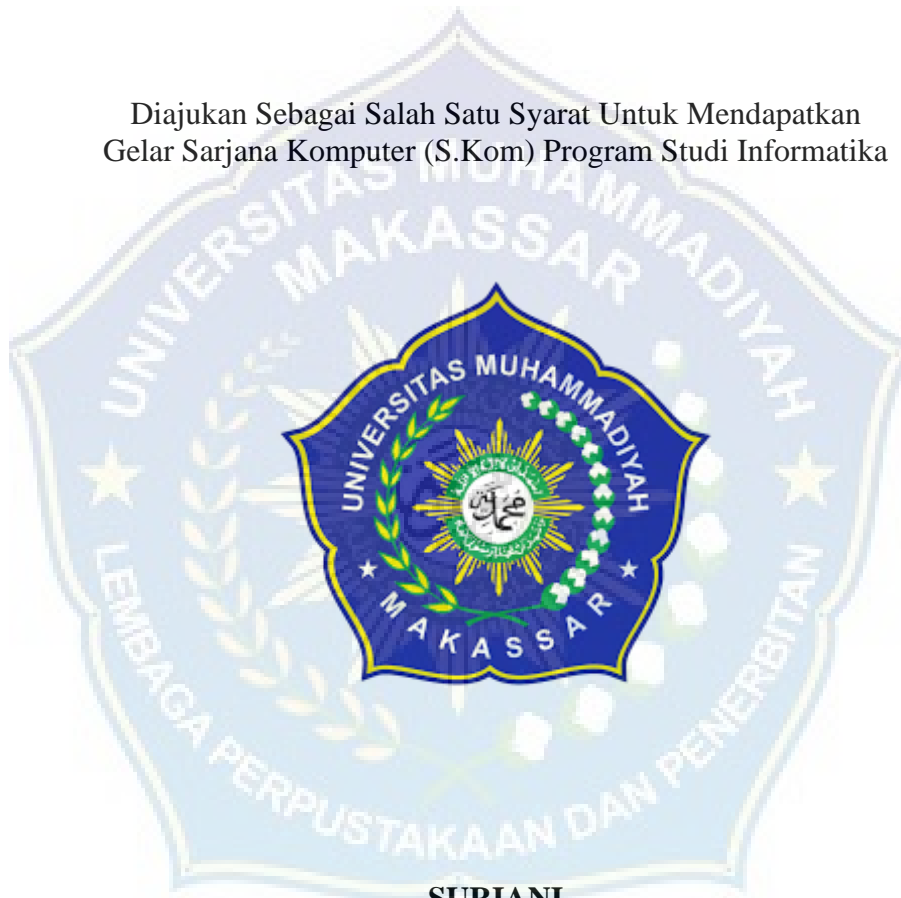 Diajukan Sebagai Salah Satu Syarat Untuk Mendapatkan
Gelar Sarjana Komputer (S.Kom) Program Studi Informatika
UNIVERSITAS MUHAMMADIYAH
MAKASSAR
LEMBAGA PERPUSTAKAAN DAN PENERBITAN
UNIVERSITAS MUHAMMADIYAH
MAKASSAR